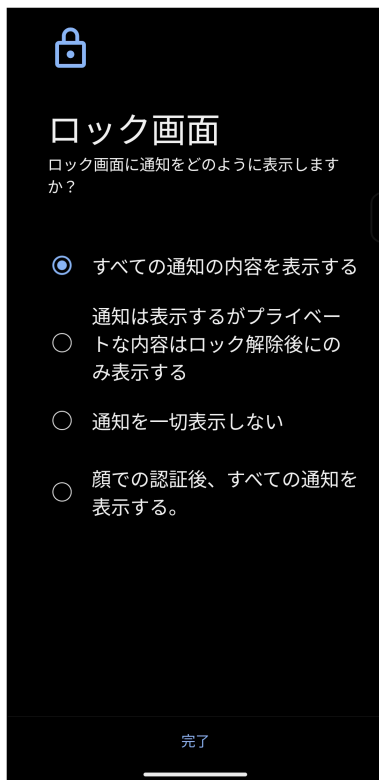 ロック画面
ロック画面に通知をどのように表示します
か？
すべての通知の内容を表示する
通知は表示するがプライベー
トな内容はロック解除後にの
み表示する
通知を一切表示しない
顔での認証後、すべての通知を
表示する。
完了